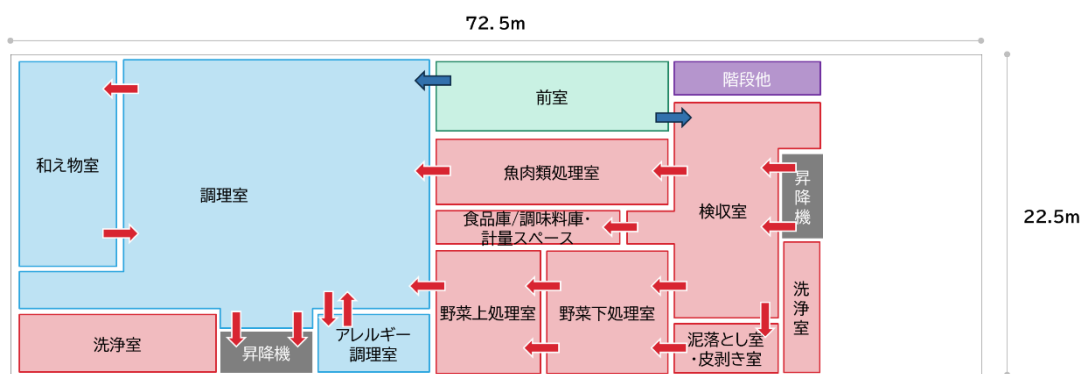 72.5m
階段他
前室
和え物室
魚肉類処理室
昇
降
機
調理室
検収室
食品庫/調味料庫・
計量スペース
22.5m
野菜上処理室
野菜下処理室
洗
浄
室
洗浄室
昇降機
アレルギー
調理室
泥落とし室
・皮剥き室